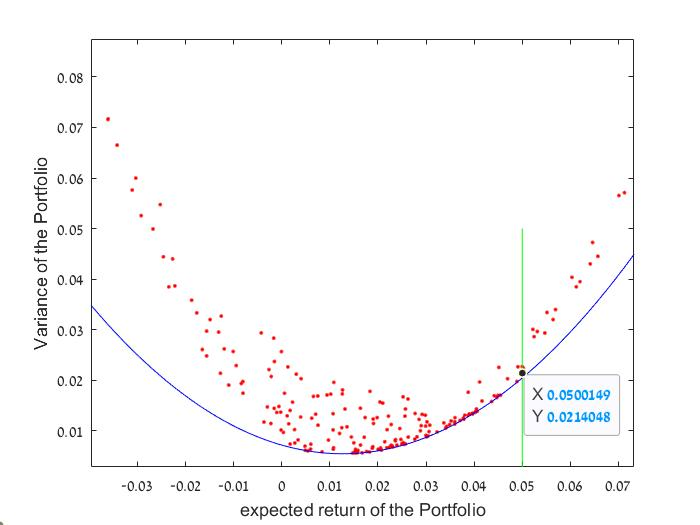 0.08
0.07
0.06
0.05
0.04
0.03
0.02
0.01
Variance of the Portfolio
X 0.0500149
Y 0.0214048
-0.03 -0.02 -0.01 0 0.01 0.02 0.03 0.04 0.05 0.06 0.07
expected return of the Portfolio